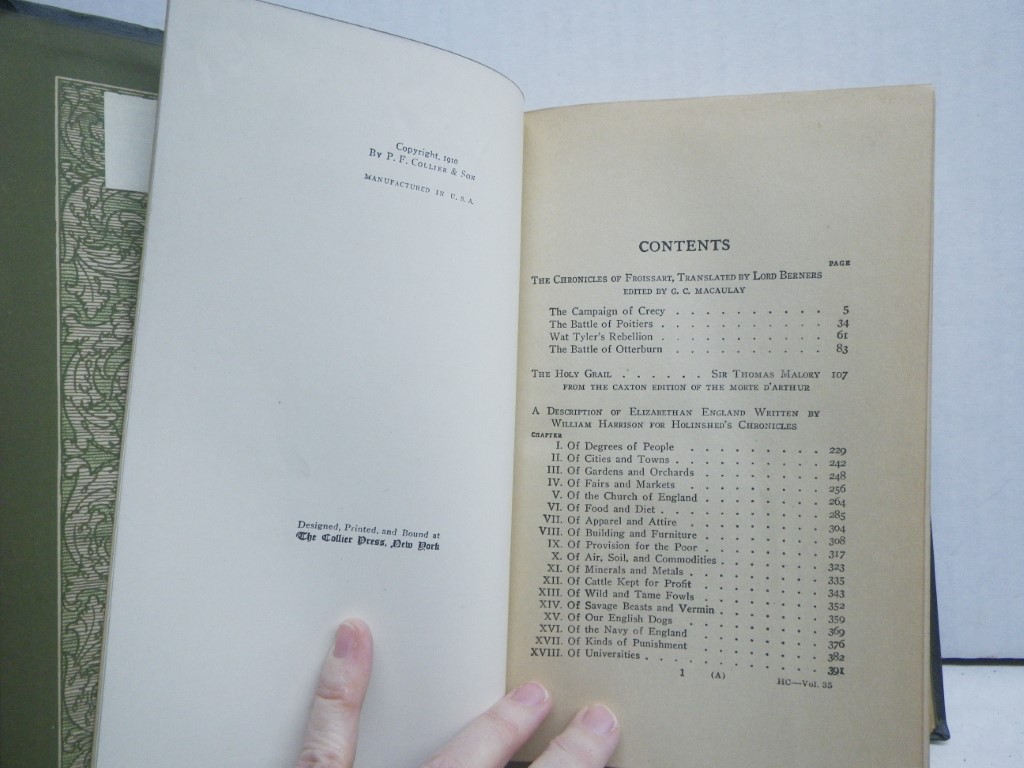 Copyright, 1910
By P. F. Collier & Son
MANUFACTURED IN U. S. A.
Designed, Printed, and Bound at
The Collier Press, New York
CONTENTS
PAGE
The Chronicles of Froissart, Translated by Lord Berners
EDITED BY G. C. MACAULAY
The Campaign of Crecy . . . . . . . . . . 5
The Battle of Poitiers . . . . . . . . . . 34
Wat Tyler's Rebellion . . . . . . . . . . 61
The Battle of Otterburn . . . . . . . . . . 83
The Holy Grail . . . . . . Sir Thomas Malory 107
FROM THE CAXTON EDITION OF THE MORTE D'ARTHUR
A Description of Elizabethan England Written by
William Harrison for Holinshed's Chronicles
CHAPTER
I. Of Degrees of People . . . . . . . . 229
II. Of Cities and Towns . . . . . . . . 242
III. Of Gardens and Orchards . . . . . . . 248
IV. Of Fairs and Markets . . . . . . . . 256
V. Of the Church of England . . . . . . . 264
VI. Of Food and Diet . . . . . . . . 285
VII. Of Apparel and Attire . . . . . . . 304
VIII. Of Building and Furniture . . . . . . 308
IX. Of Provision for the Poor . . . . . . 317
X. Of Air, Soil, and Commodities . . . . . . 323
XI. Of Minerals and Metals . . . . . . . 335
XII. Of Cattle Kept for Profit . . . . . . 343
XIII. Of Wild and Tame Fowls . . . . . . . 352
XIV. Of Savage Beasts and Vermin . . . . . . 359
XV. Of Our English Dogs . . . . . . . 369
XVI. Of the Navy of England . . . . . . . 376
XVII. Of Kinds of Punishment . . . . . . . 382
XVIII. Of Universities . . . . . . . . 391
1 (A)
HC—Vol. 35